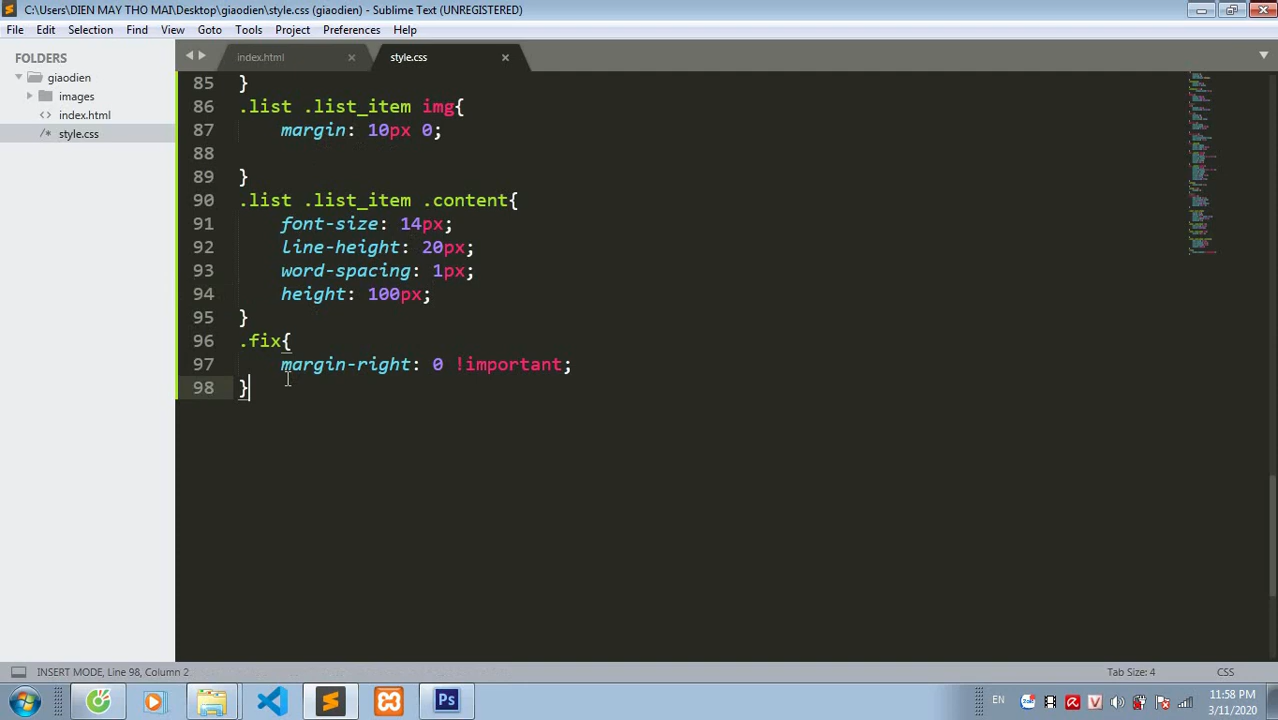 C:\Users\DIEN MAY THO MAI\Desktop\giaodien\style.css (giaodien) - Sublime Text (UNREGISTERED)
File Edit Selection Find View Goto Tools Project Preferences Help
FOLDERS
giaodien
images
<> index.html
/* style.css
index.html
style.css
85 }
86 .list .list_item img{
87 margin: 10px 0;
88
89 }
90 .list .list_item .content{
91 font-size: 14px;
92 line-height: 20px;
93 word-spacing: 1px;
94 height: 100px;
95 }
96 .fix{
97 margin-right: 0 !important;
98 }
INSERT MODE, Line 98, Column 2
Tab Size: 4
CSS
Ps
EN
Zalo
V
11:58 PM
3/11/2020